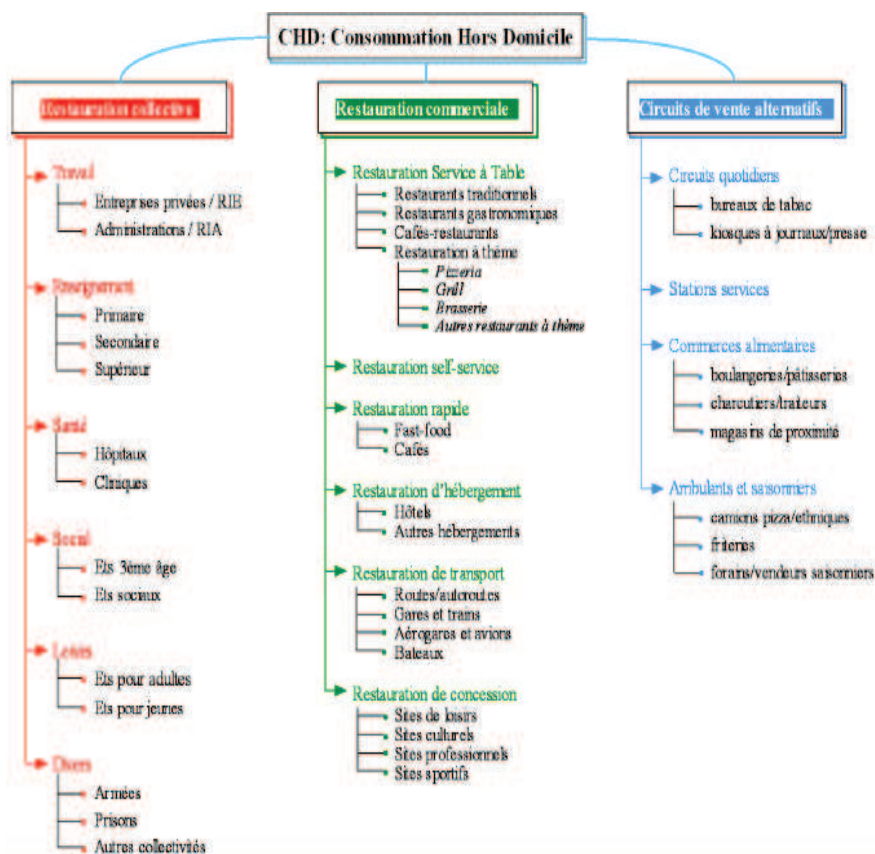 CHD: Consommation Hors Domicile
Restauration collective
Travail
Entreprises privées / RIE
Administrations / RIA
Enseignement
Primaire
Secondaire
Supérieur
Santé
Hôpitaux
Cliniques
Social
Ets 3ème âge
Ets sociaux
Loisirs
Ets pour adultes
Ets pour jeunes
Divers
Armées
Prisons
Autres collectivités
Restauration commerciale
Restauration Service à Table
Restaurants traditionnels
Restaurants gastronomiques
Cafés-restaurants
Restauration à thème
Pizzeria
Grill
Brasserie
Autres restaurants à thème
Restauration self-service
Restauration rapide
Fast-food
Cafés
Restauration d'hébergement
Hôtels
Autres hébergements
Restauration de transport
Routes/autoroutes
Gares et trains
Aérogares et avions
Bateaux
Restauration de concession
Sites de loisirs
Sites culturels
Sites professionnels
Sites sportifs
Circuits de vente alternatifs
Circuits quotidiens
bureaux de tabac
kiosques à journaux/presse
Stations services
Commerces alimentaires
boulangeries/pâtisseries
charcutiers/traiteurs
magasins de proximité
Ambulants et saisonniers
camions pizza/ethniques
friteries
forains/vendeurs saisonniers